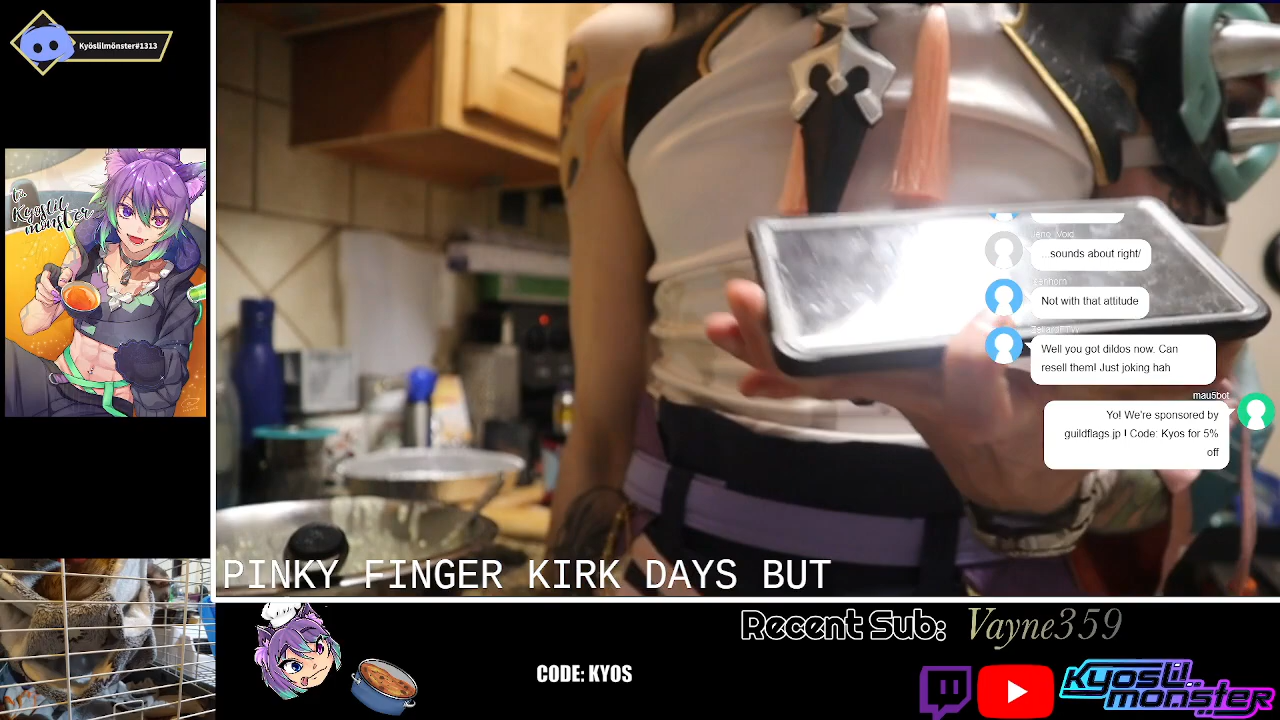 Kyöslilmönster#1313
to.
Kyoslil
monster
Jeno_Void
...sounds about right/
Not with that attitude
Well you got dildos now. Can
resell them! Just joking hah
mau5bot
Yo! We're sponsored by
guildflags jp ! Code: Kyos for 5%
off
PINKY FINGER KIRK DAYS BUT
Recent Sub: Vayne359
CODE: KYOS
KYOSLIL
MONSTER